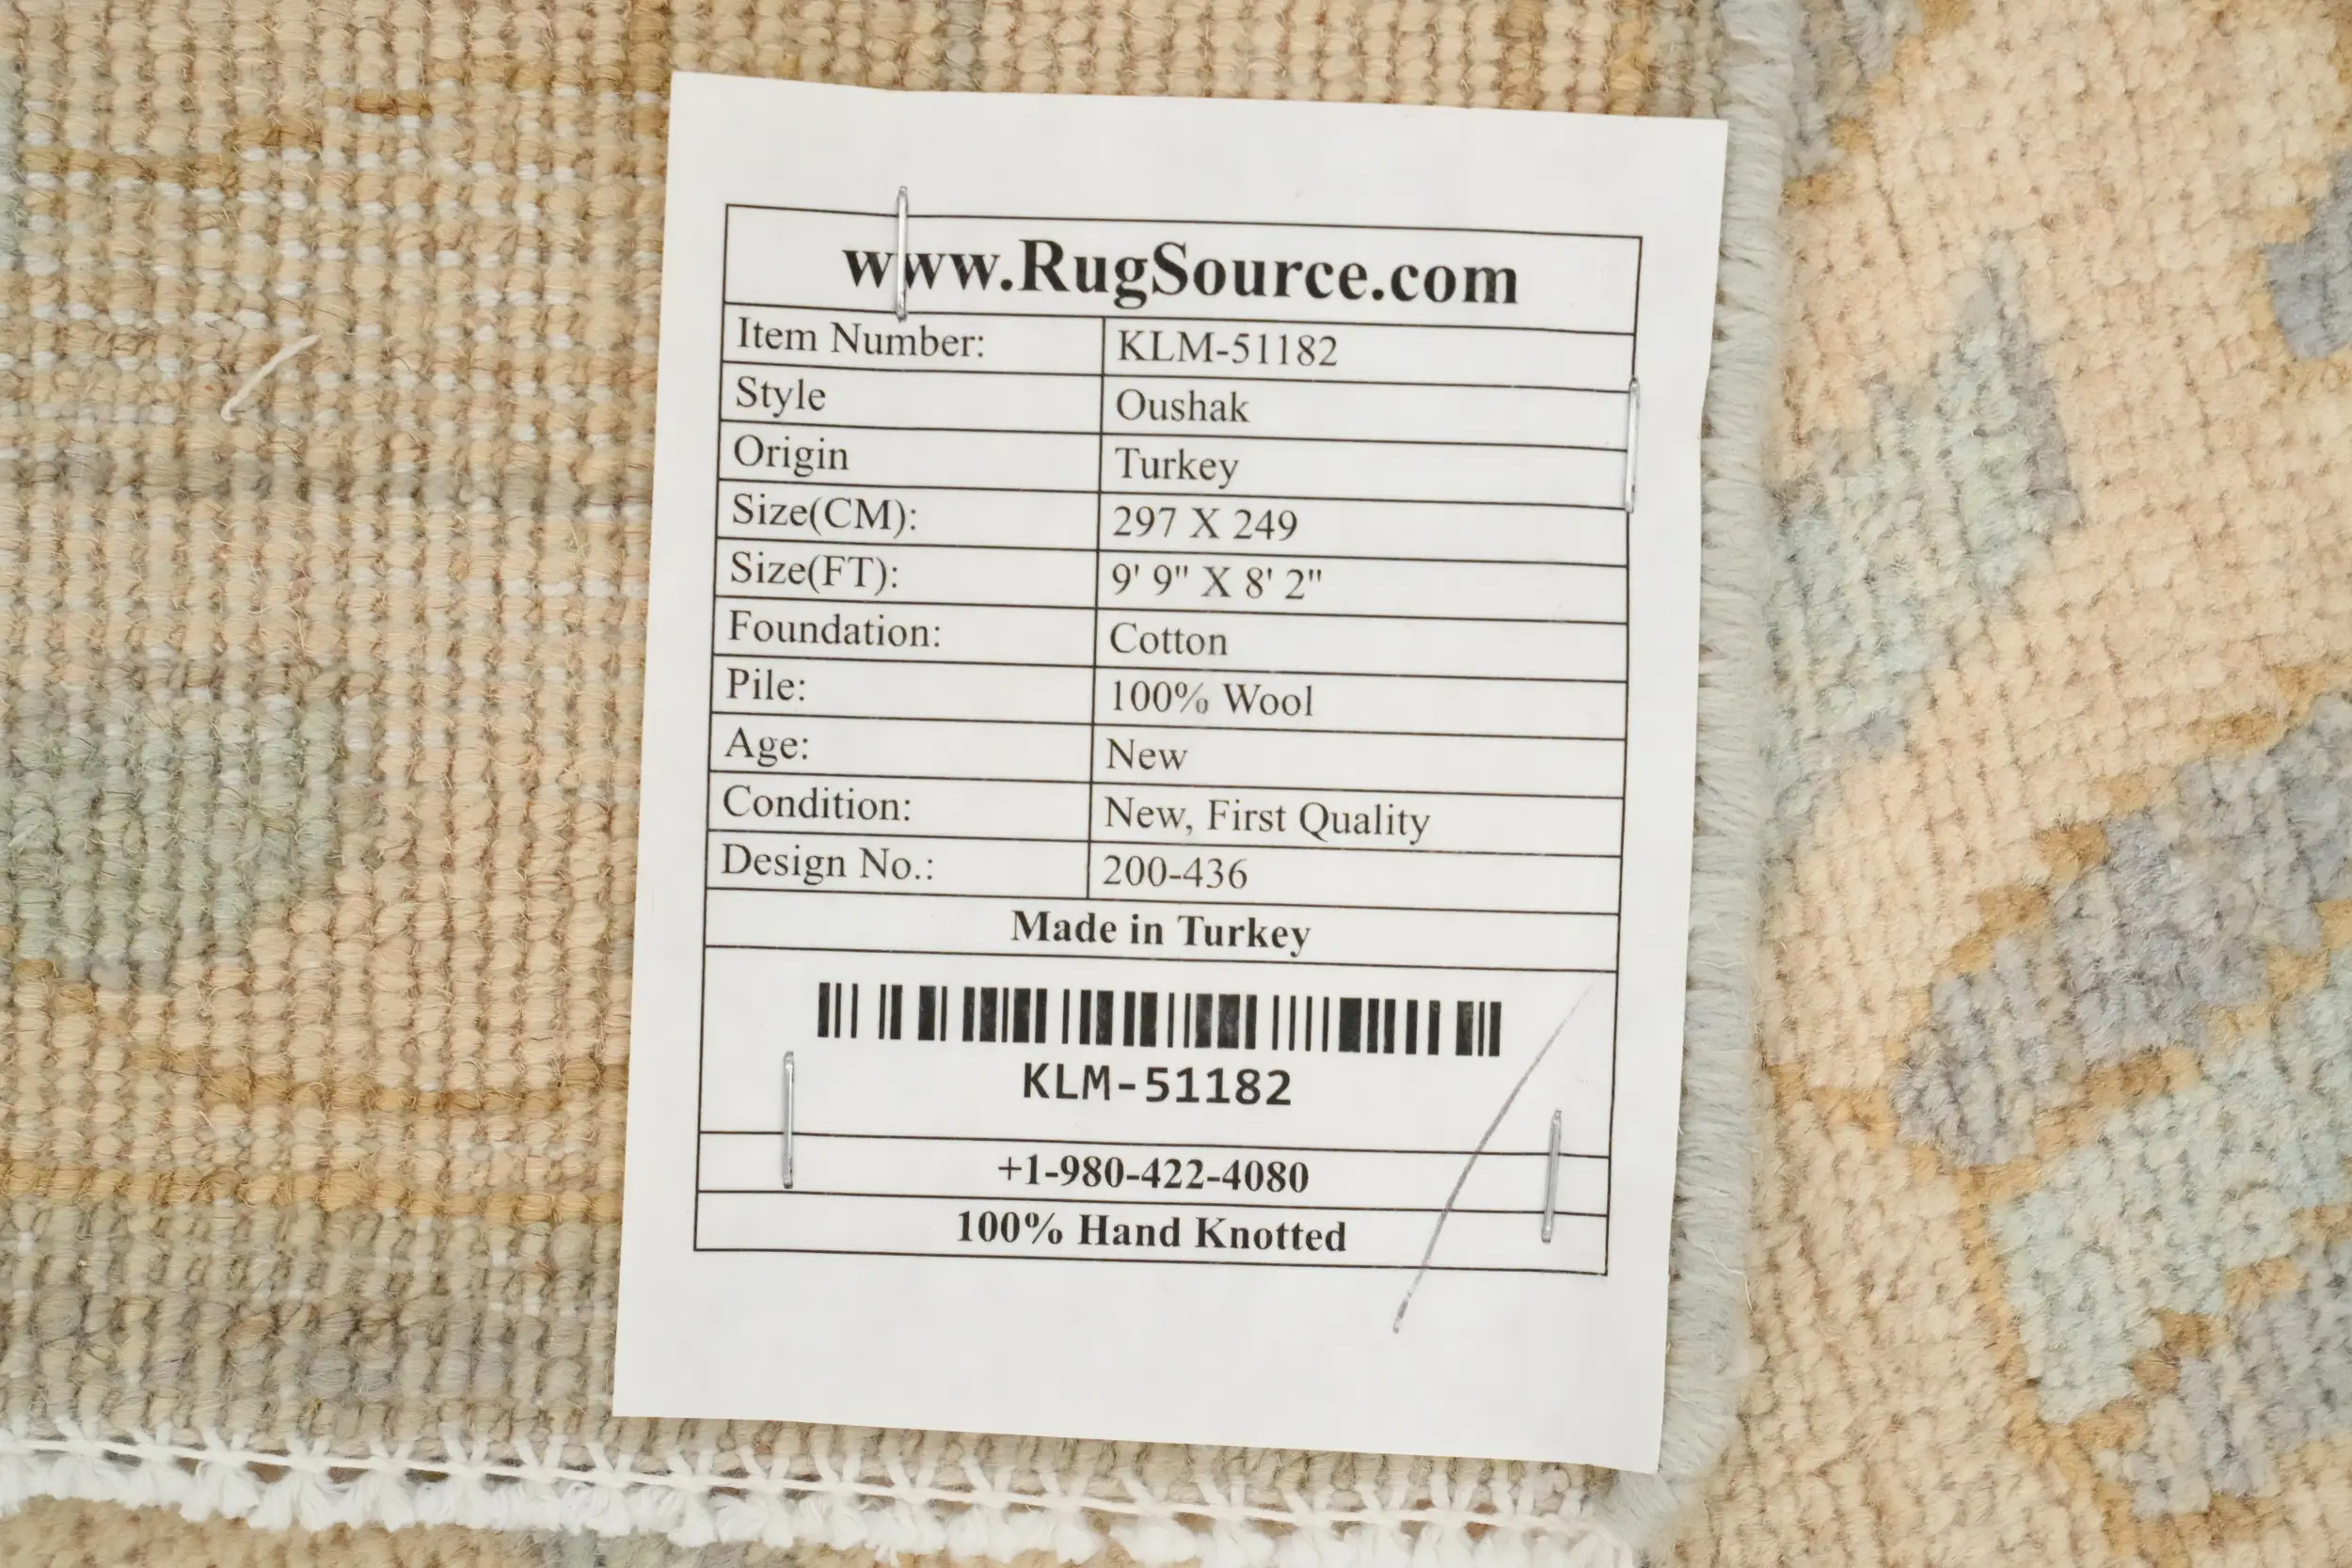 www.RugSource.com
Item Number: KLM-51182
Style Oushak
Origin Turkey
Size(CM): 297 X 249
Size(FT): 9' 9" X 8' 2"
Foundation: Cotton
Pile: 100% Wool
Age: New
Condition: New, First Quality
Design No.: 200-436
Made in Turkey
KLM-51182
+1-980-422-4080
100% Hand Knotted